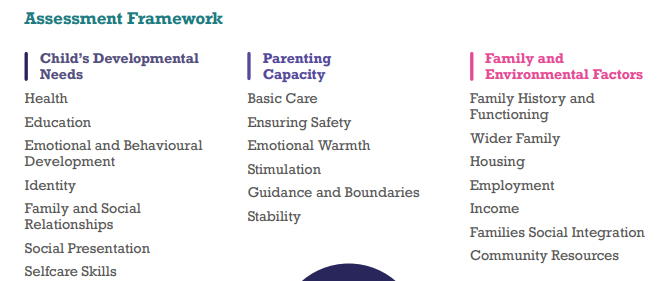 Assessment Framework
Child's Developmental
Needs
Health
Education
Emotional and Behavioural
Development
Identity
Family and Social
Relationships
Social Presentation
Selfcare Skills
Parenting
Capacity
Basic Care
Ensuring Safety
Emotional Warmth
Stimulation
Guidance and Boundaries
Stability
Family and
Environmental Factors
Family History and
Functioning
Wider Family
Housing
Employment
Income
Families Social Integration
Community Resources